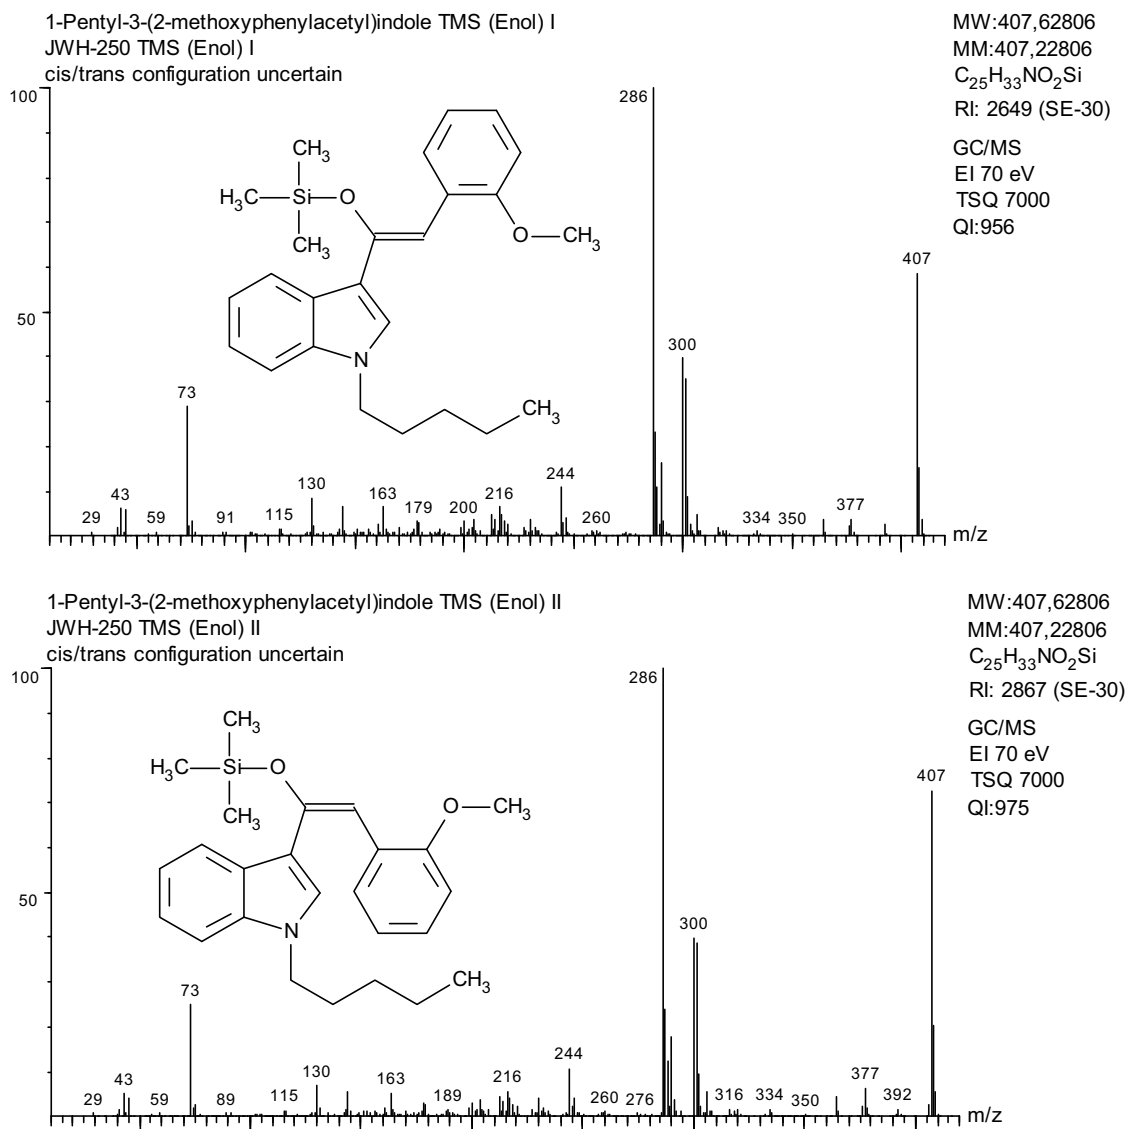 1-Pentyl-3-(2-methoxyphenylacetyl)indole TMS (Enol) I
JWH-250 TMS (Enol) I
cis/trans configuration uncertain
MW:407,62806
MM:407,22806
C25H33NO2Si
RI: 2649 (SE-30)
GC/MS
EI 70 eV
TSQ 7000
QI:956
100
286
CH3
H3C Si O
CH3
O CH3
407
50
300
N
73
CH3
244
130
43 163 216
29 59 91 115 179 200 260 334 350 377
m/z
1-Pentyl-3-(2-methoxyphenylacetyl)indole TMS (Enol) II
JWH-250 TMS (Enol) II
cis/trans configuration uncertain
MW:407,62806
MM:407,22806
C25H33NO2Si
RI: 2867 (SE-30)
GC/MS
EI 70 eV
TSQ 7000
QI:975
100
286
CH3
H3C Si O
CH3
O CH3
407
50
300
N
CH3
73
244
43 130 163 216 377
29 59 89 115 189 260 276 316 334 350 392
m/z